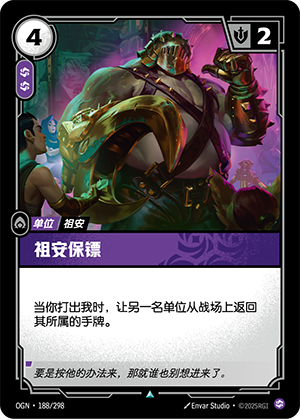 4
2
单位 祖安
祖安保镖
当你打出我时，让另一名单位从战场上返回
其所属的手牌。
要是按他的办法来，那就谁也别想进来了。
OGN • 188/298
Envar Studio • ©2025RGI